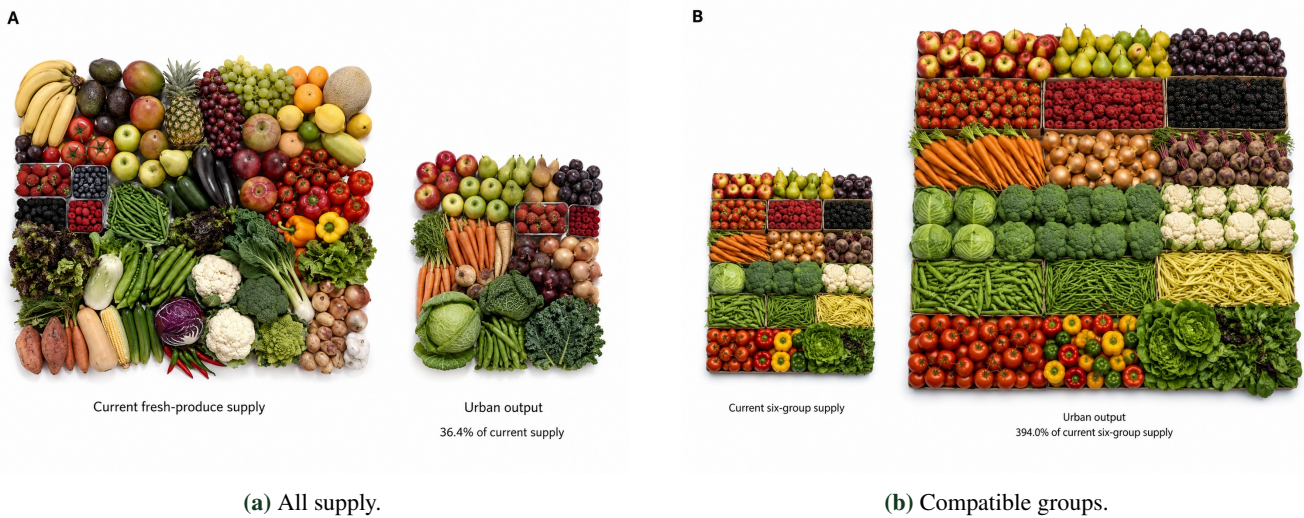 A
B
Current fresh-produce supply
Urban output
36.4% of current supply
Current six-group supply
Urban output
394.0% of current six-group supply
(a) All supply.
(b) Compatible groups.